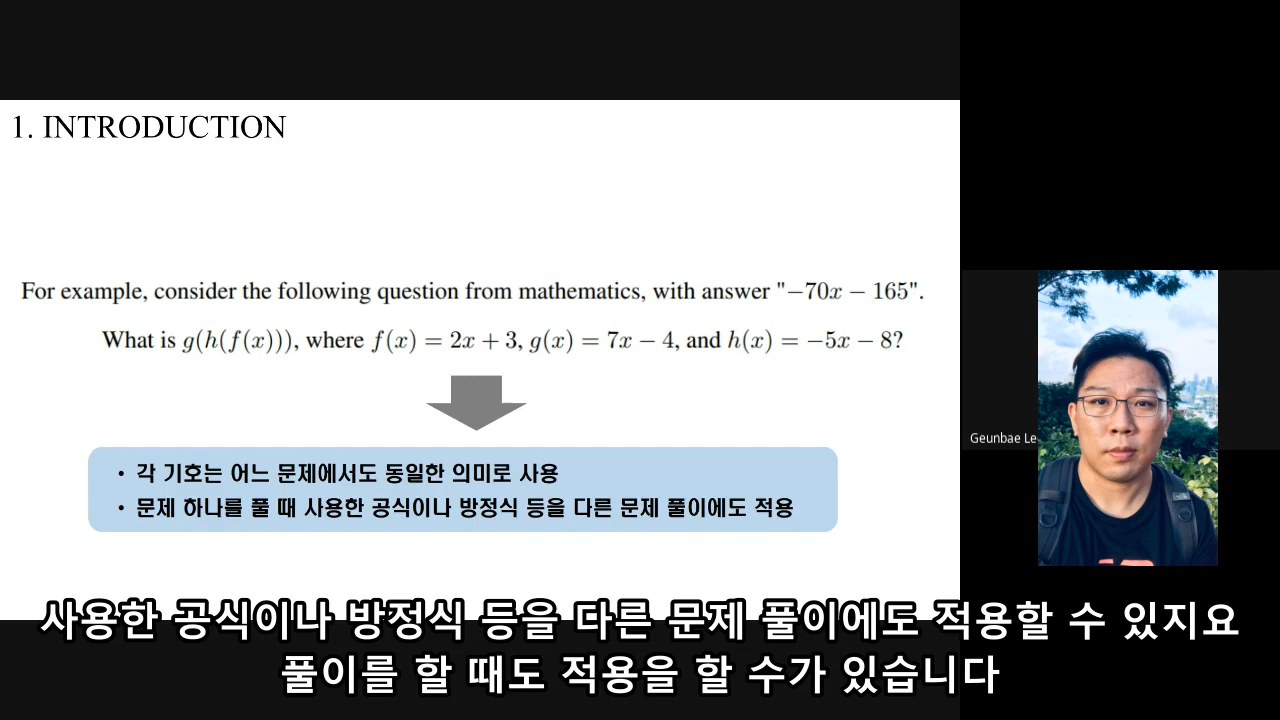 1. INTRODUCTION
For example, consider the following question from mathematics, with answer "−70x − 165".
What is g(h(f(x))), where f(x) = 2x + 3, g(x) = 7x − 4, and h(x) = −5x − 8?
• 각 기호는 어느 문제에서도 동일한 의미로 사용
• 문제 하나를 풀 때 사용한 공식이나 방정식 등을 다른 문제 풀이에도 적용
Geunbae Le
사용한 공식이나 방정식 등을 다른 문제 풀이에도 적용할 수 있지요
풀이를 할 때도 적용을 할 수가 있습니다